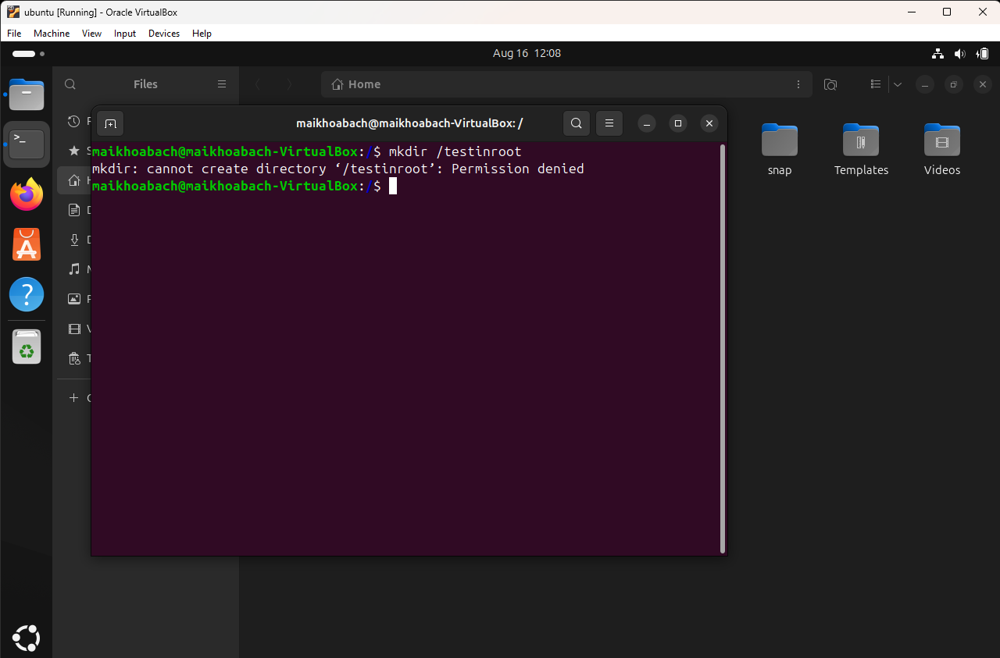 ubuntu [Running] - Oracle VirtualBox
File Machine View Input Devices Help
Aug 16 12:08
Files
Home
maikhoabach@maikhoabach-VirtualBox: /
maikhoabach@maikhoabach-VirtualBox:/$ mkdir /testinroot
mkdir: cannot create directory ‘/testinroot’: Permission denied
maikhoabach@maikhoabach-VirtualBox:/$
snap
Templates
Videos